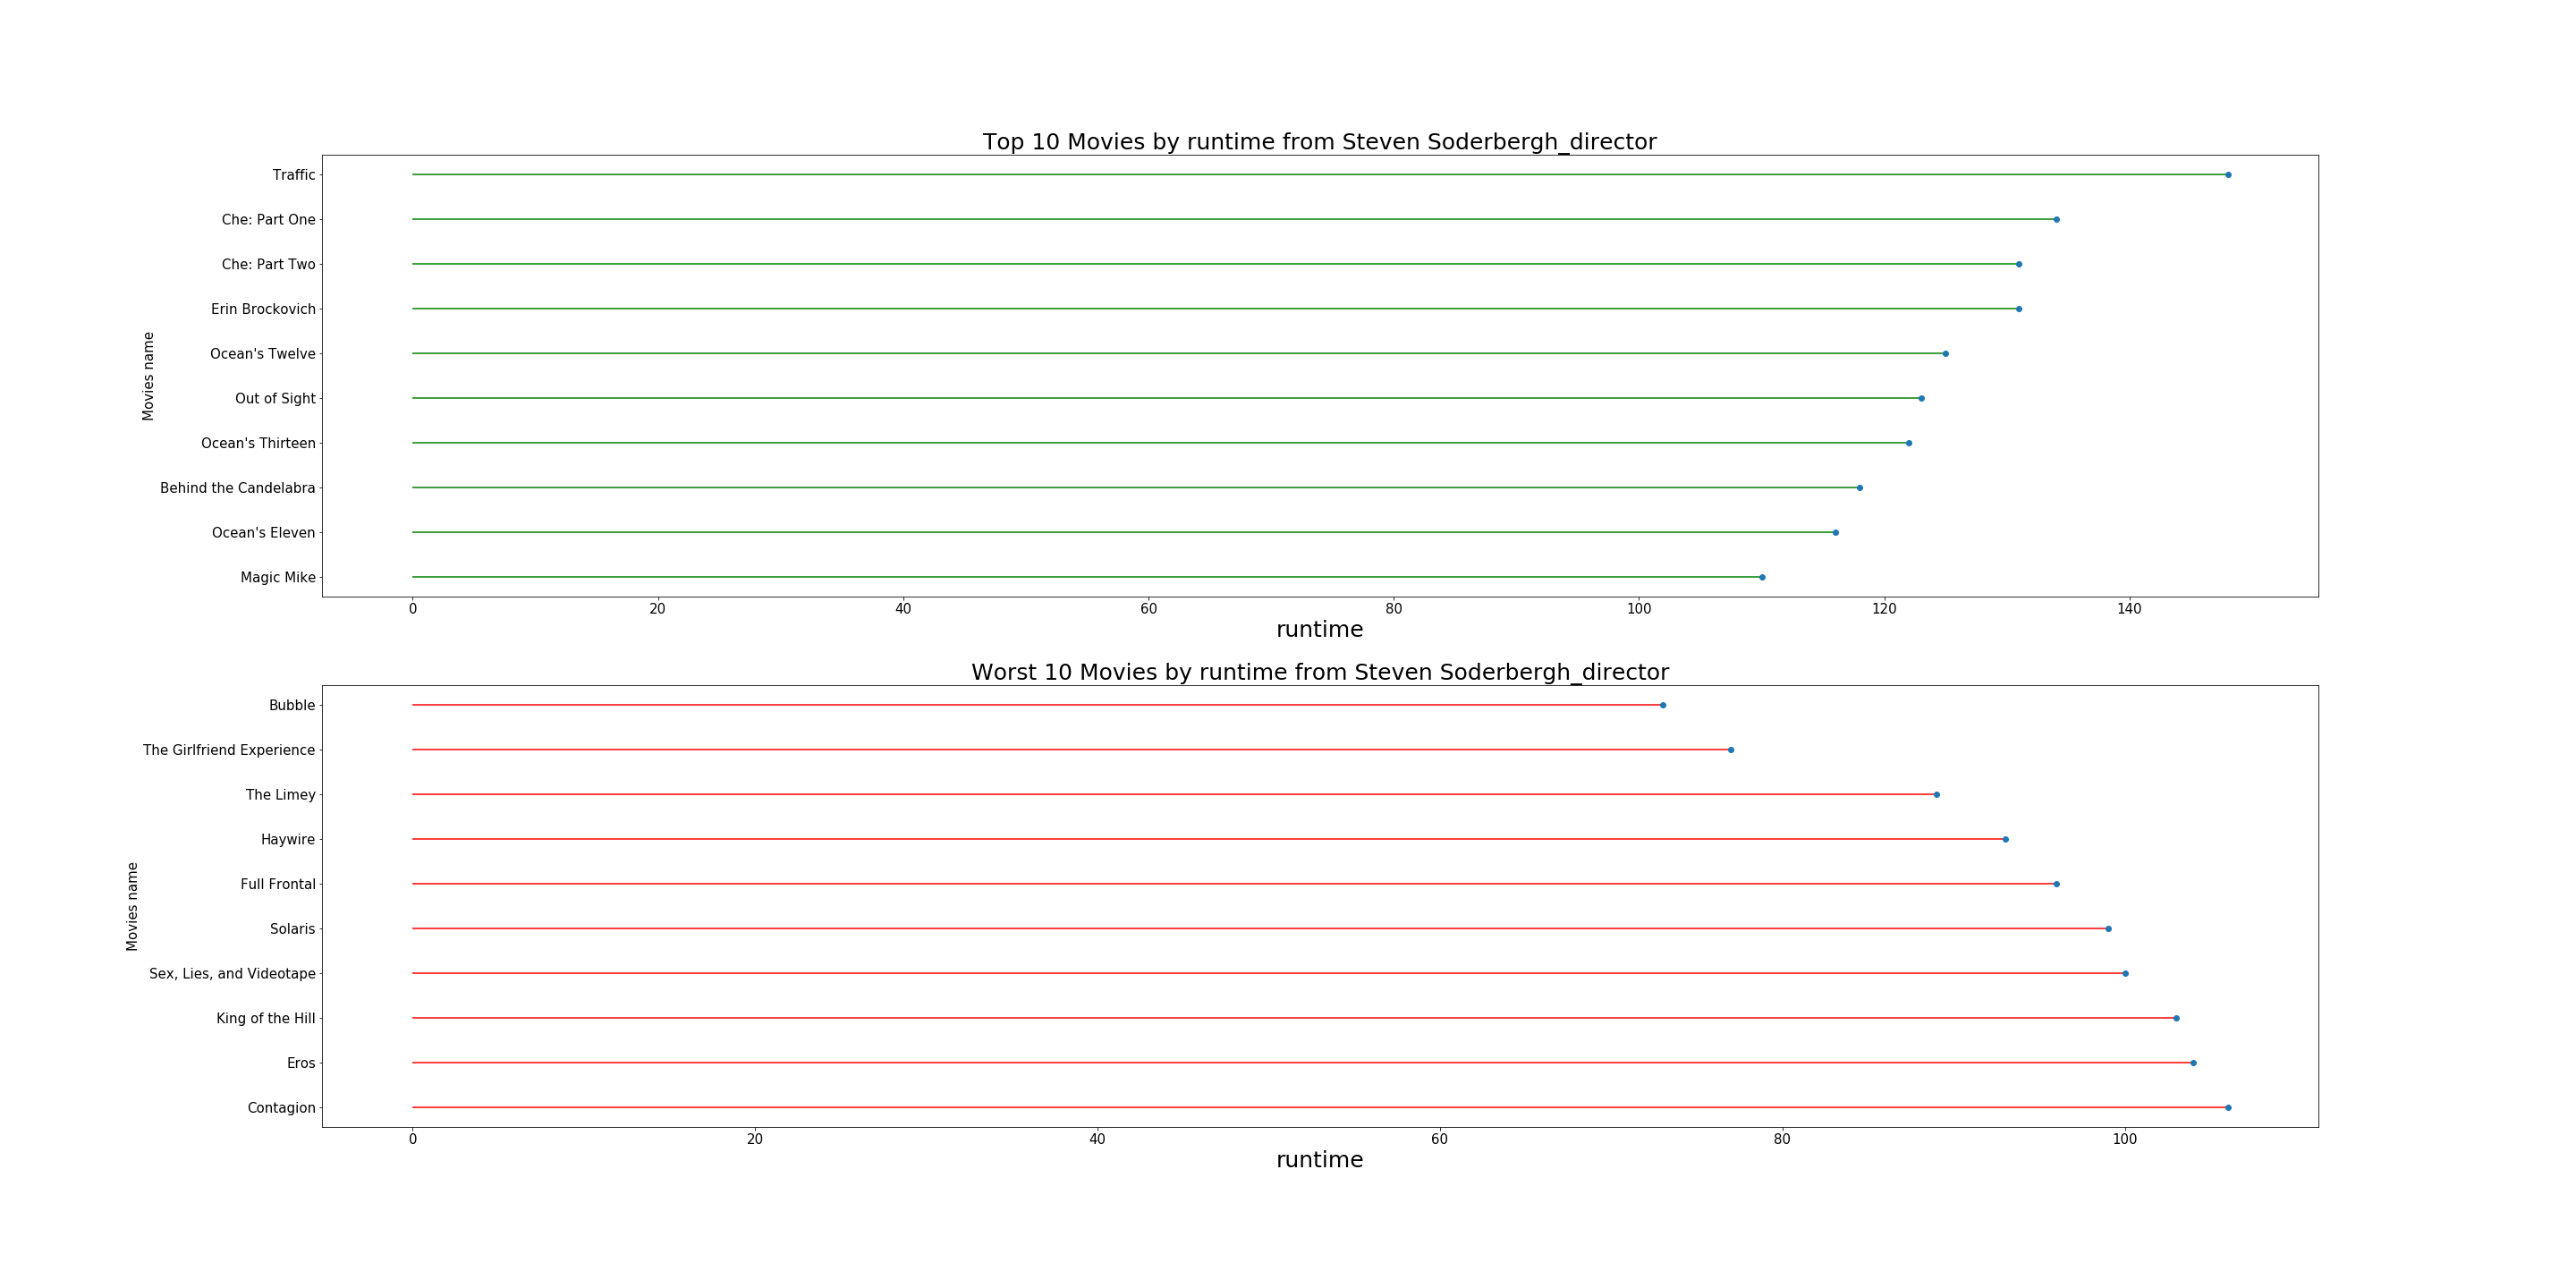 Top 10 Movies by runtime from Steven Soderbergh_director
Movies name
Traffic
Che: Part One
Che: Part Two
Erin Brockovich
Ocean's Twelve
Out of Sight
Ocean's Thirteen
Behind the Candelabra
Ocean's Eleven
Magic Mike
0 20 40 60 80 100 120 140
runtime
Worst 10 Movies by runtime from Steven Soderbergh_director
Movies name
Bubble
The Girlfriend Experience
The Limey
Haywire
Full Frontal
Solaris
Sex, Lies, and Videotape
King of the Hill
Eros
Contagion
0 20 40 60 80 100
runtime